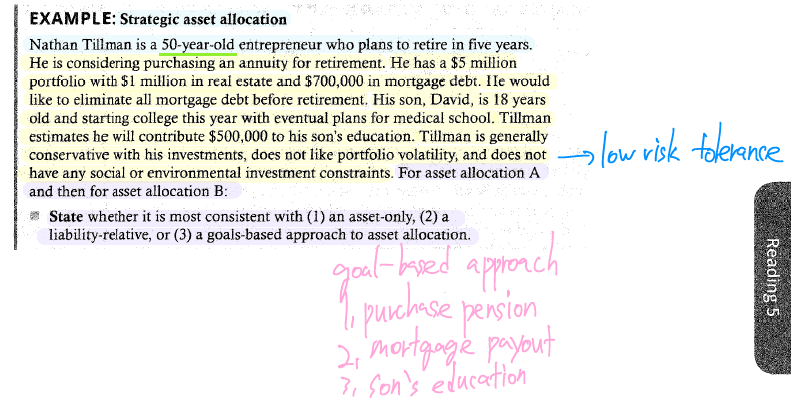 EXAMPLE: Strategic asset allocation
Nathan Tillman is a 50-year-old entrepreneur who plans to retire in five years.
He is considering purchasing an annuity for retirement. He has a $5 million
portfolio with $1 million in real estate and $700,000 in mortgage debt. He would
like to eliminate all mortgage debt before retirement. His son, David, is 18 years
old and starting college this year with eventual plans for medical school. Tillman
estimates he will contribute $500,000 to his son's education. Tillman is generally
conservative with his investments, does not like portfolio volatility, and does not
have any social or environmental investment constraints. For asset allocation A
and then for asset allocation B:
→ low risk tolerance
State whether it is most consistent with (1) an asset-only, (2) a
liability-relative, or (3) a goals-based approach to asset allocation.
goal-based approach
1, purchase pension
2, mortgage payout
3, son's education
Reading 5